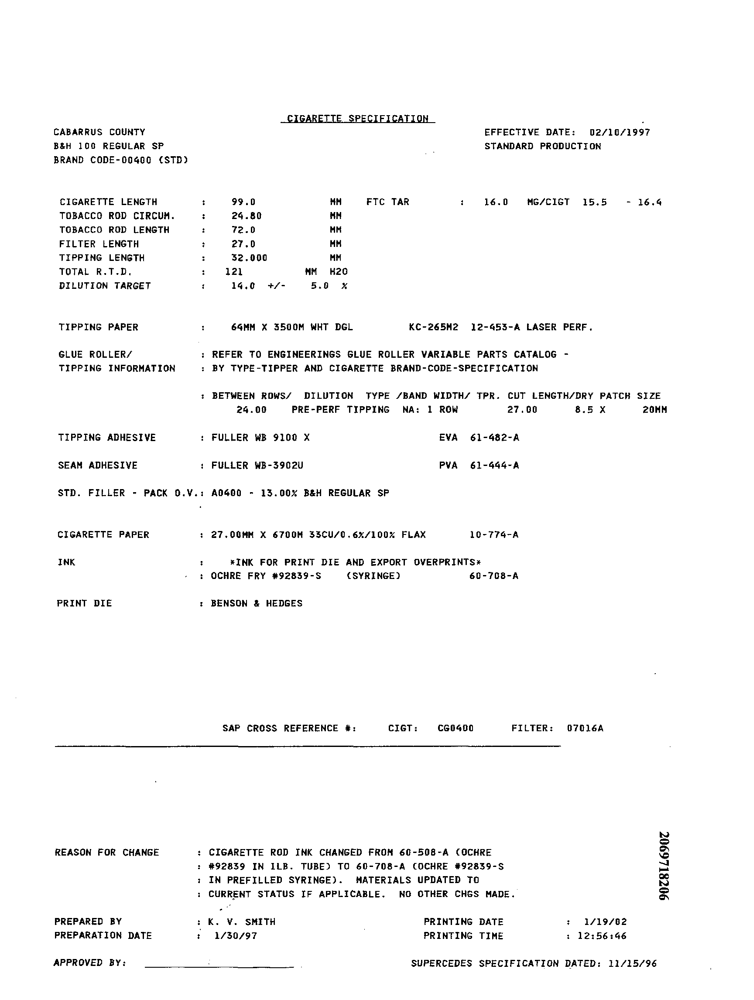 CIGARETTE SPECIFICATION
CABARRUS COUNTY EFFECTIVE DATE: 02/10/1997
B&H 100 REGULAR SP STANDARD PRODUCTION
BRAND CODE-00400 (STD)
CIGARETTE LENGTH : 99.0 MM FTC TAR : 16.0 MG/CIGT 15.5 - 16.4
TOBACCO ROD CIRCUM. : 24.80 MM
TOBACCO ROD LENGTH : 72.0 MM
FILTER LENGTH : 27.0 MM
TIPPING LENGTH : 32.000 MM
TOTAL R.T.D. : 121 MM H2O
DILUTION TARGET : 14.0 +/- 5.0 %
TIPPING PAPER : 64MM X 3500M WHT DGL KC-265M2 12-453-A LASER PERF.
GLUE ROLLER/ : REFER TO ENGINEERINGS GLUE ROLLER VARIABLE PARTS CATALOG -
TIPPING INFORMATION : BY TYPE-TIPPER AND CIGARETTE BRAND-CODE-SPECIFICATION
: BETWEEN ROWS/ DILUTION TYPE /BAND WIDTH/ TPR. CUT LENGTH/DRY PATCH SIZE
24.00 PRE-PERF TIPPING NA: 1 ROW 27.00 8.5 X 20MM
TIPPING ADHESIVE : FULLER WB 9100 X EVA 61-482-A
SEAM ADHESIVE : FULLER WB-3902U PVA 61-444-A
STD. FILLER - PACK O.V.: A0400 - 13.00% B&H REGULAR SP
CIGARETTE PAPER : 27.00MM X 6700M 33CU/0.6%/100% FLAX 10-774-A
INK : *INK FOR PRINT DIE AND EXPORT OVERPRINTS*
: OCHRE FRY #92839-S (SYRINGE) 60-708-A
PRINT DIE : BENSON & HEDGES
SAP CROSS REFERENCE #: CIGT: CG0400 FILTER: 07016A
REASON FOR CHANGE : CIGARETTE ROD INK CHANGED FROM 60-508-A (OCHRE
: #92839 IN 1LB. TUBE) TO 60-708-A (OCHRE #92839-S
: IN PREFILLED SYRINGE). MATERIALS UPDATED TO
: CURRENT STATUS IF APPLICABLE. NO OTHER CHGS MADE.
PREPARED BY : K. V. SMITH PRINTING DATE : 1/19/02
PREPARATION DATE : 1/30/97 PRINTING TIME : 12:56:46
APPROVED BY: SUPERCEDES SPECIFICATION DATED: 11/15/96
2069718206